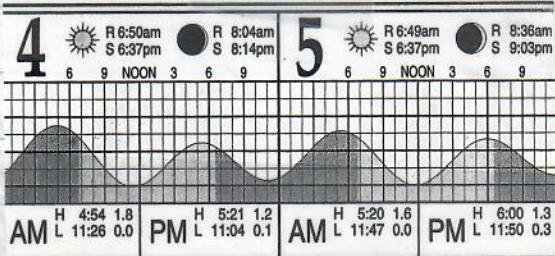 4 R 6:50am R 8:04am 5 R 6:49am R 8:36am
S 6:37pm S 8:14pm S 6:37pm S 9:03pm
6 9 NOON 3 6 9 6 9 NOON 3 6 9
AM H 4:54 1.8 PM H 5:21 1.2 AM H 5:20 1.6 PM H 6:00 1.3
L 11:26 0.0 L 11:04 0.1 L 11:47 0.0 L 11:50 0.3